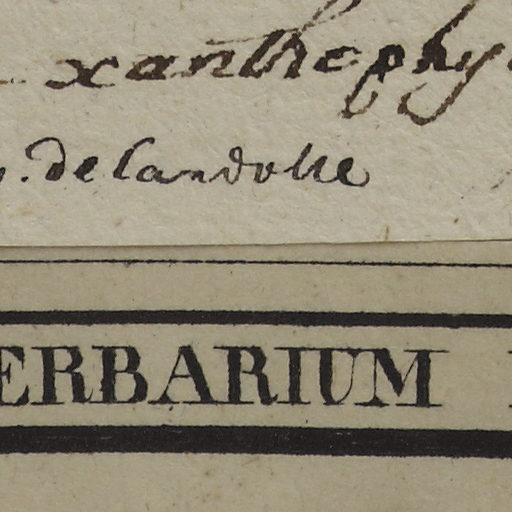 xanthophy
. de Candolle
ERBARIUM